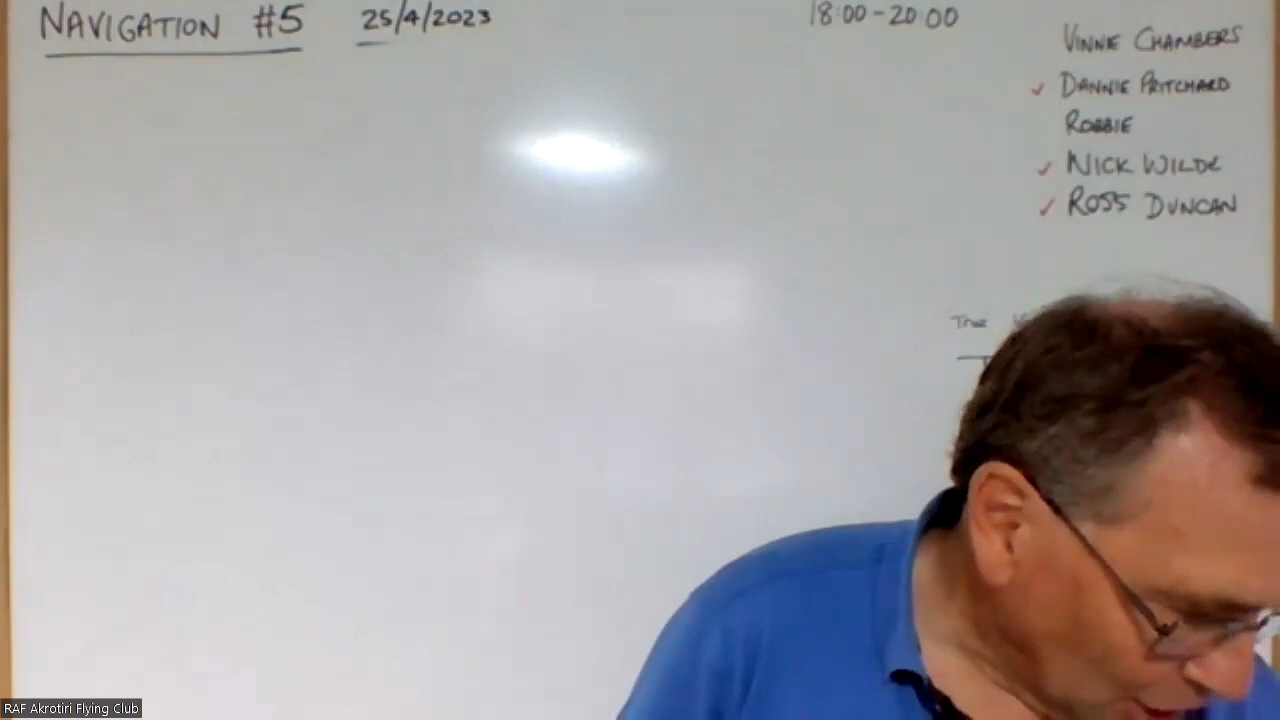 NAVIGATION #5 25/4/2023 18:00-20:00
VINNIE CHAMBERS
✓ DANNIE PRITCHARD
ROBBIE
✓ NICK WILDE
✓ ROSS DUNCAN
THE
RAF Akrotiri Flying Club